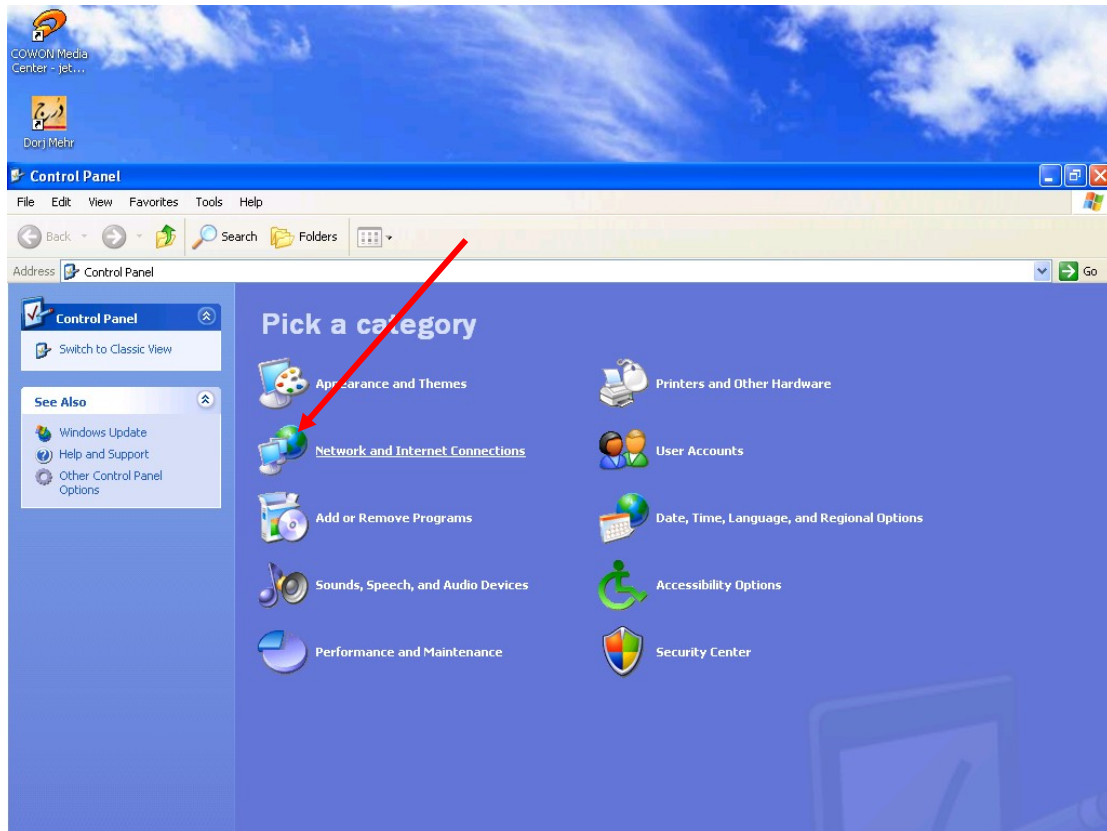 COWON Media
Center - jet...
دُرج
Dorj Mehr
Control Panel
File Edit View Favorites Tools Help
Back Search Folders
Address Control Panel Go
Control Panel
Switch to Classic View
See Also
Windows Update
Help and Support
Other Control Panel
Options
Pick a category
Appearance and Themes
Printers and Other Hardware
Network and Internet Connections
User Accounts
Add or Remove Programs
Date, Time, Language, and Regional Options
Sounds, Speech, and Audio Devices
Accessibility Options
Performance and Maintenance
Security Center